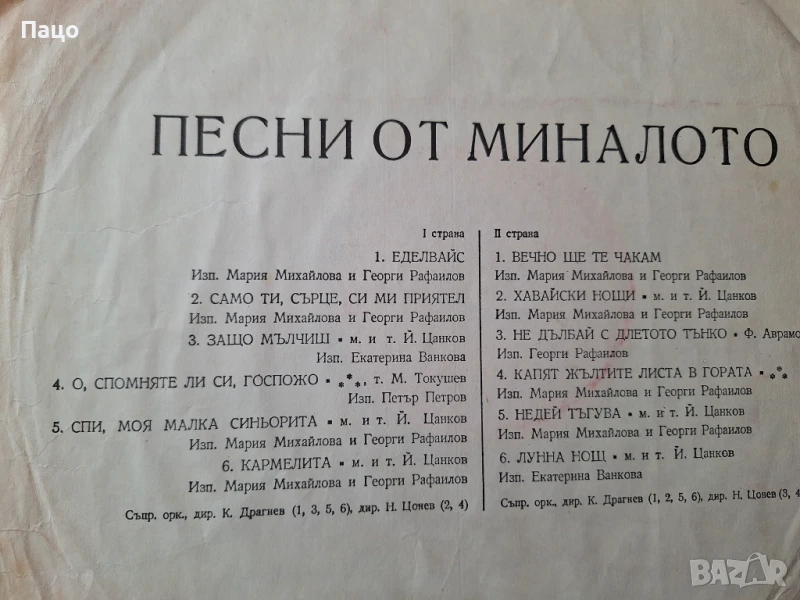 Пацо
ПЕСНИ ОТ МИНАЛОТО
I страна
1. ЕДЕЛВАЙС
Изп. Мария Михайлова и Георги Рафаилов
2. САМО ТИ, СЪРЦЕ, СИ МИ ПРИЯТЕЛ
Изп. Мария Михайлова и Георги Рафаилов
3. ЗАЩО МЪЛЧИШ ▪ м. и т. Й. Цанков
Изп. Екатерина Ванкова
4. О, СПОМНЯТЕ ЛИ СИ, ГОСПОЖО ▪ ***, т. М. Токушев
Изп. Петър Петров
5. СПИ, МОЯ МАЛКА СИНЬОРИТА ▪ м. и т. Й. Цанков
Изп. Мария Михайлова и Георги Рафаилов
6. КАРМЕЛИТА ▪ м. и т. Й. Цанков
Изп. Мария Михайлова и Георги Рафаилов
Съпр. орк., дир. К. Драгнев (1, 3, 5, 6), дир. Н. Цонев (2, 4)
II страна
1. ВЕЧНО ЩЕ ТЕ ЧАКАМ
Изп. Мария Михайлова и Георги Рафаилов
2. ХАВАЙСКИ НОЩИ ▪ м. и т. Й. Цанков
Изп. Мария Михайлова и Георги Рафаилов
3. НЕ ДЪЛБАЙ С ДЛЕТОТО ТЪНКО ▪ Ф. Аврамо
Изп. Георги Рафаилов
4. КАПЯТ ЖЪЛТИТЕ ЛИСТА В ГОРАТА ▪ ***
Изп. Мария Михайлова и Георги Рафаилов
5. НЕДЕЙ ТЪГУВА ▪ м. и т. Й. Цанков
Изп. Мария Михайлова и Георги Рафаилов
6. ЛУННА НОЩ ▪ м. и т. Й. Цанков
Изп. Екатерина Ванкова
Съпр. орк., дир. К. Драгнев (1, 2, 5, 6), дир. Н. Цонев (3, 4
BAZAR